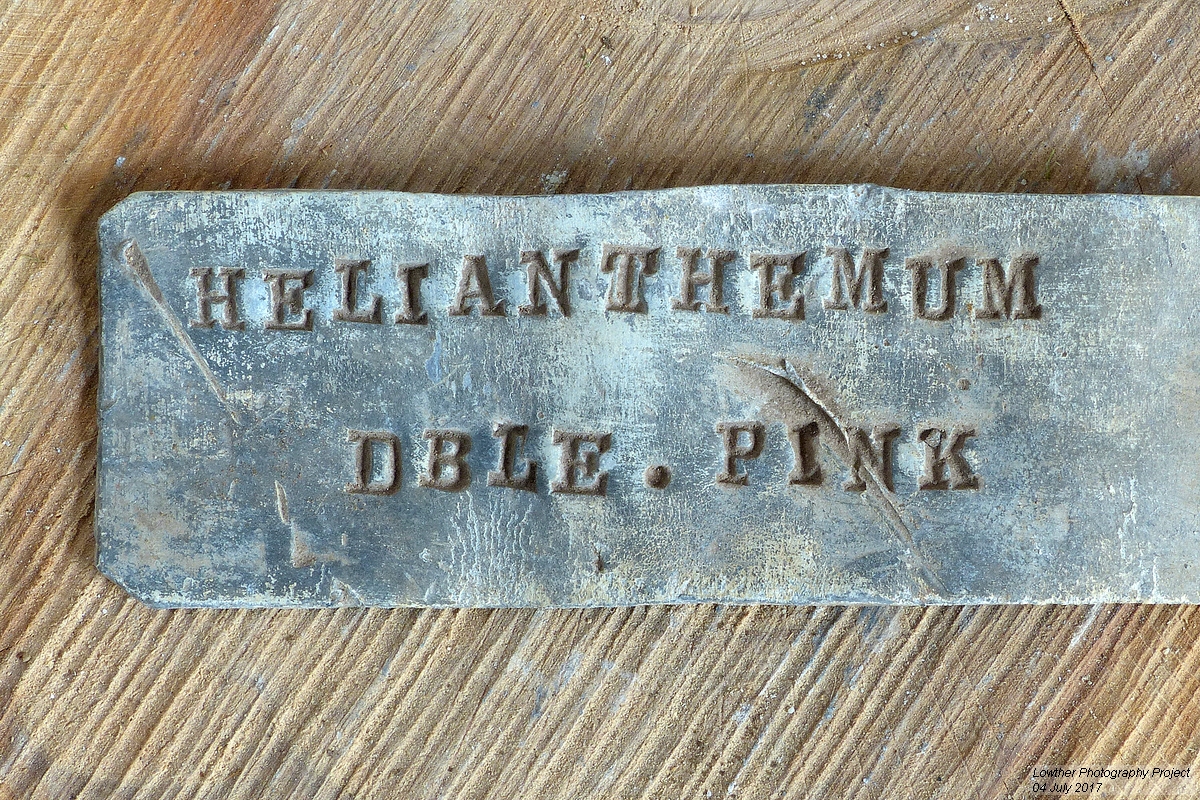 HELIANTHEMUM
DBLE. PINK
Lowther Photography Project
04 July 2017